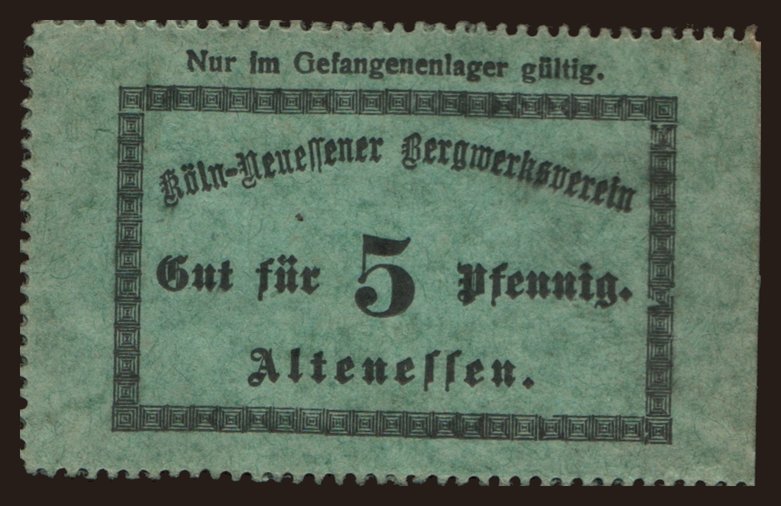 Nur im Gefangenenlager gültig.
Köln-Neueſſener Bergwerksverein
Gut für 5 Pfennig.
Alteneſſen.